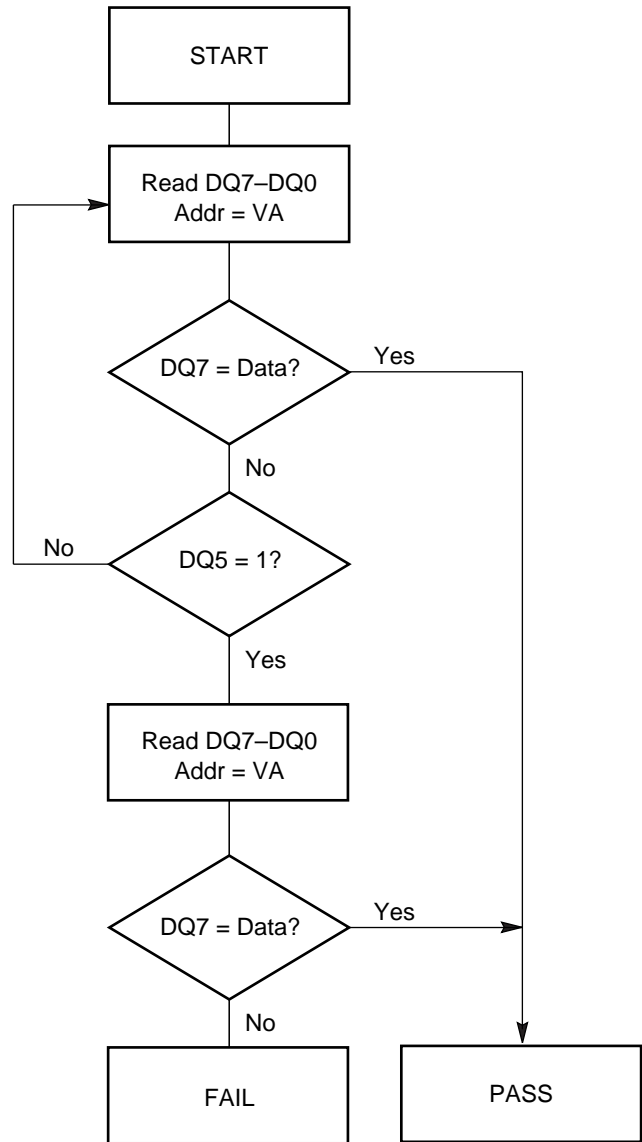 START
Read DQ7–DQ0
Addr = VA
DQ7 = Data?
Yes
No
No
DQ5 = 1?
Yes
Read DQ7–DQ0
Addr = VA
DQ7 = Data?
Yes
No
FAIL
PASS